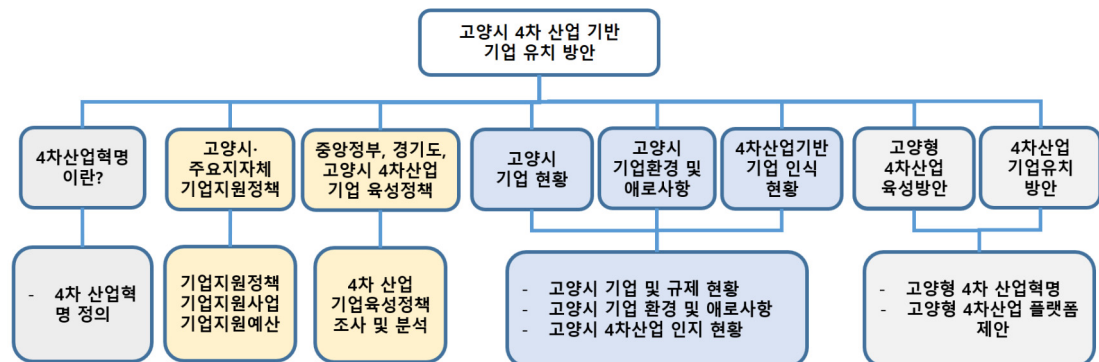 고양시 4차 산업 기반
기업 유치 방안
4차산업혁명
이란?
고양시·
주요지자체
기업지원정책
중앙정부, 경기도,
고양시 4차산업
기업 육성정책
고양시
기업 현황
고양시
기업환경 및
애로사항
4차산업기반
기업 인식
현황
고양형
4차산업
육성방안
4차산업
기업유치
방안
- 4차 산업혁
명 정의
기업지원정책
기업지원사업
기업지원예산
4차 산업
기업육성정책
조사 및 분석
- 고양시 기업 및 규제 현황
- 고양시 기업 환경 및 애로사항
- 고양시 4차산업 인지 현황
- 고양형 4차 산업혁명
- 고양형 4차산업 플랫폼
제안